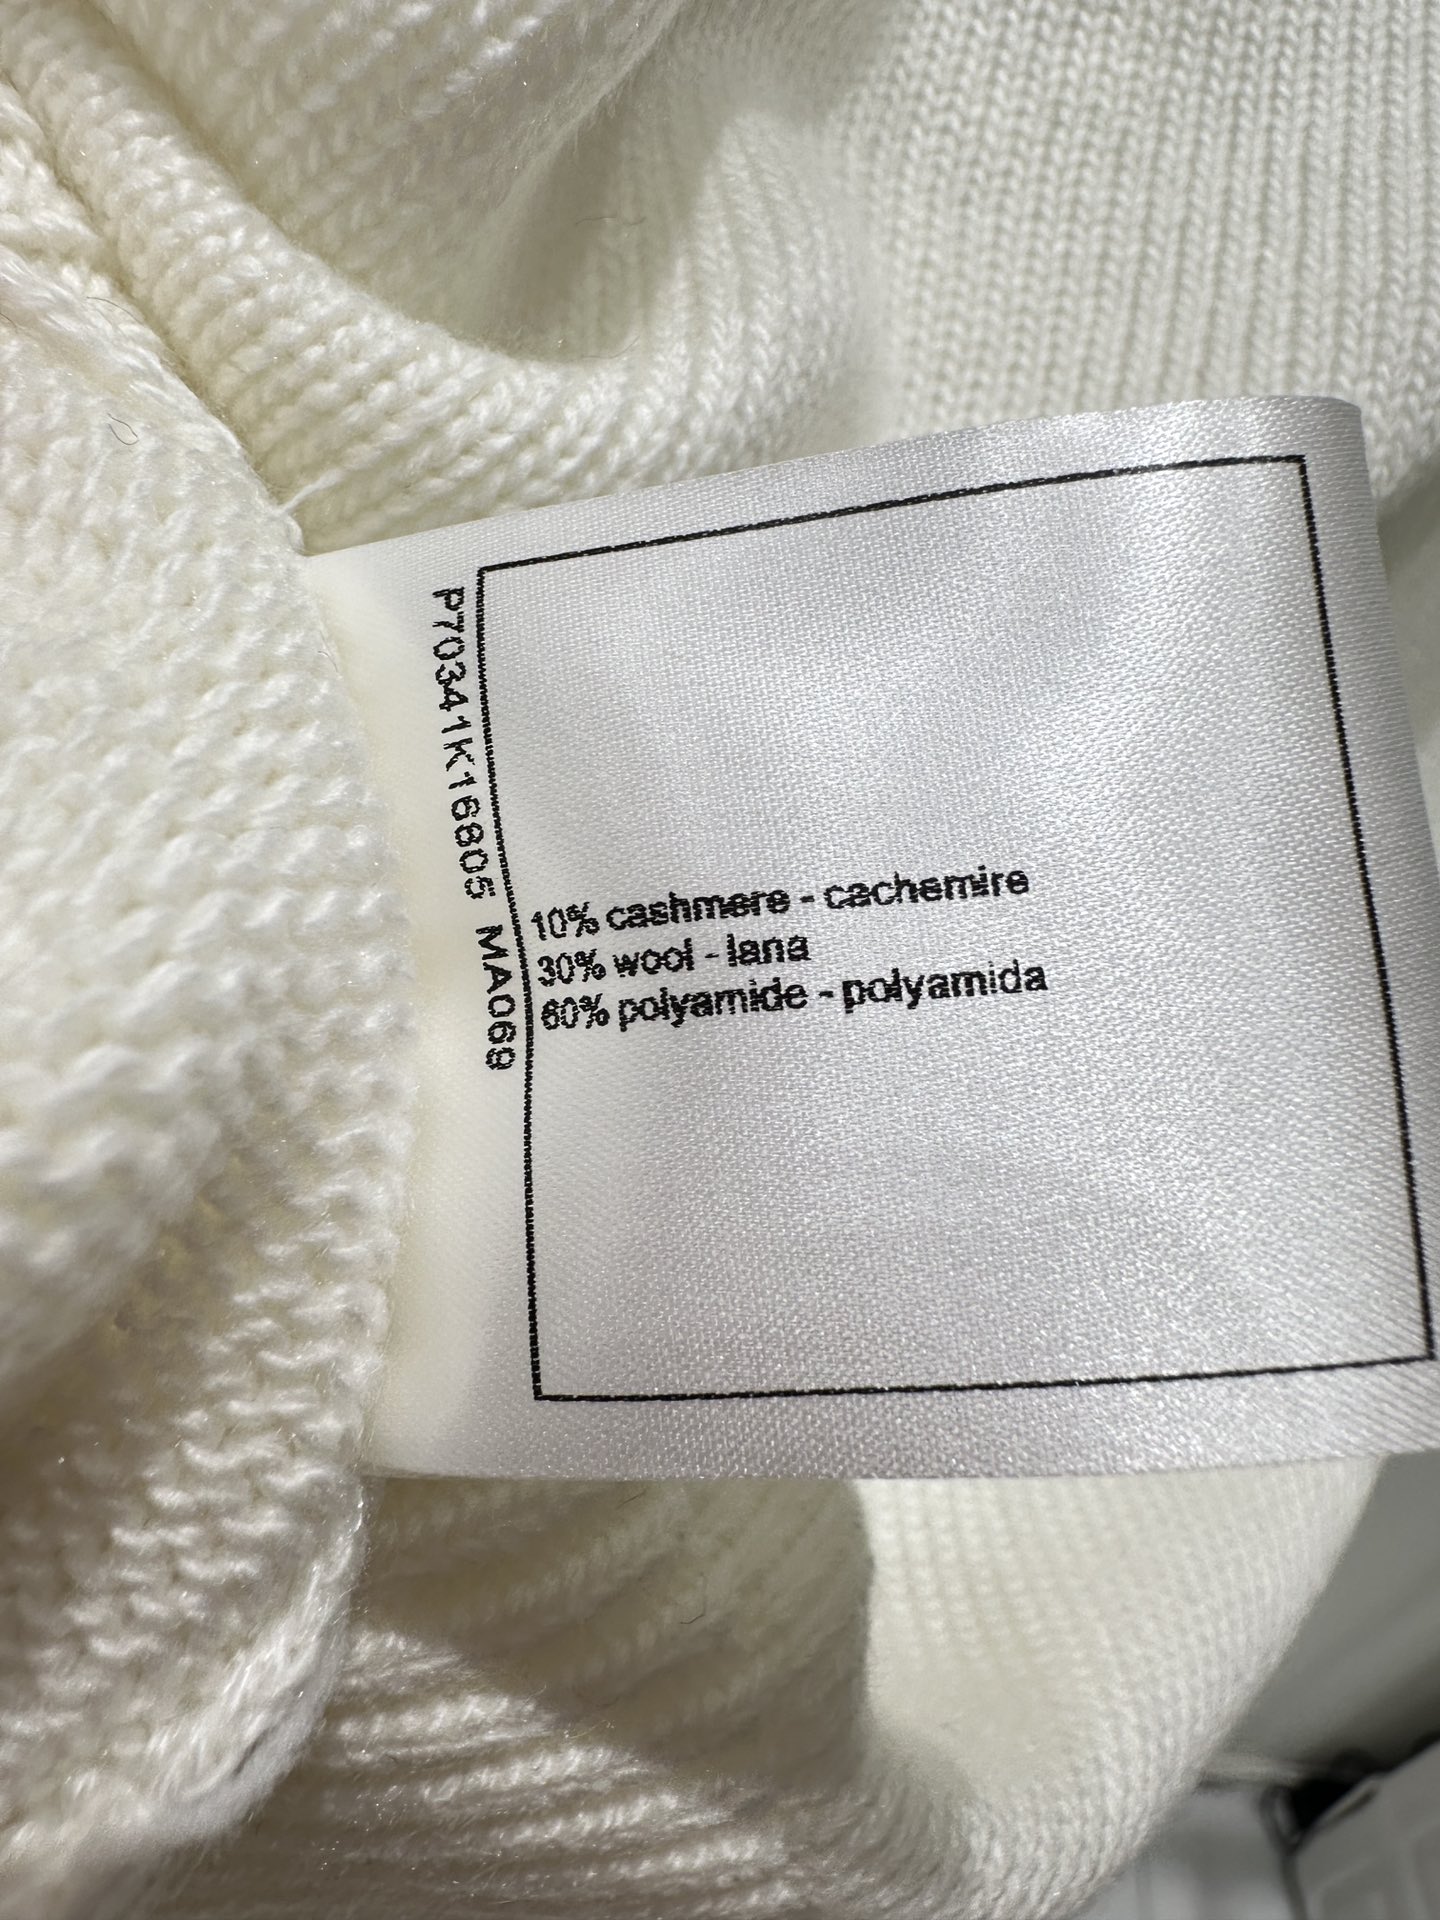 P70341K16805 MA069
10% cashmere - cachemire
30% wool - lana
60% polyamide - polyamida